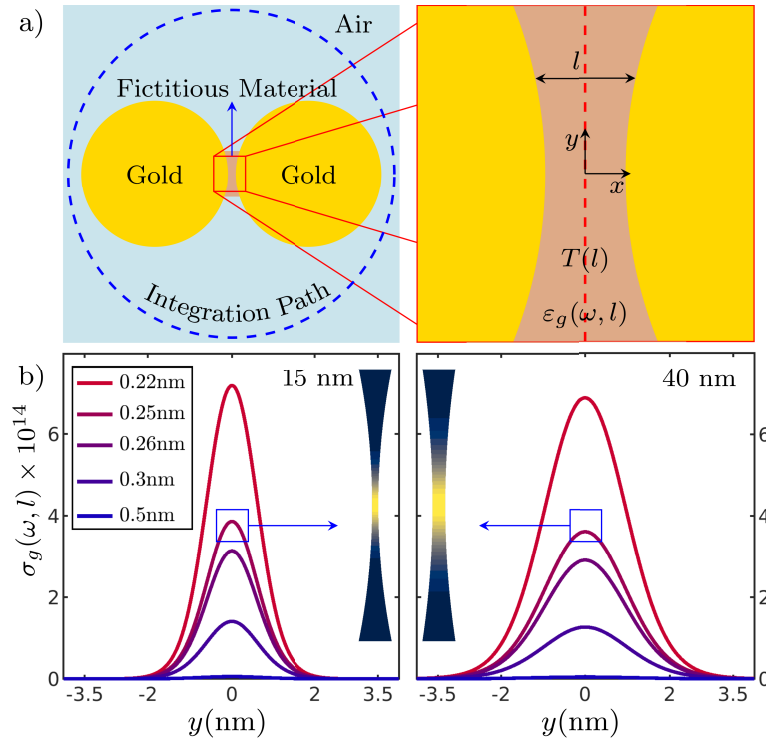 a)
Air
Fictitious Material
Gold
Gold
Integration Path
l
y
x
T(l)
ε_g(ω, l)
b)
σ_g(ω, l) × 10^14
0.22nm
0.25nm
0.26nm
0.3nm
0.5nm
15 nm
6
4
2
0
-3.5 -2 0 2 3.5
y(nm)
40 nm
6
4
2
0
-3.5 -2 0 2 3.5
y(nm)